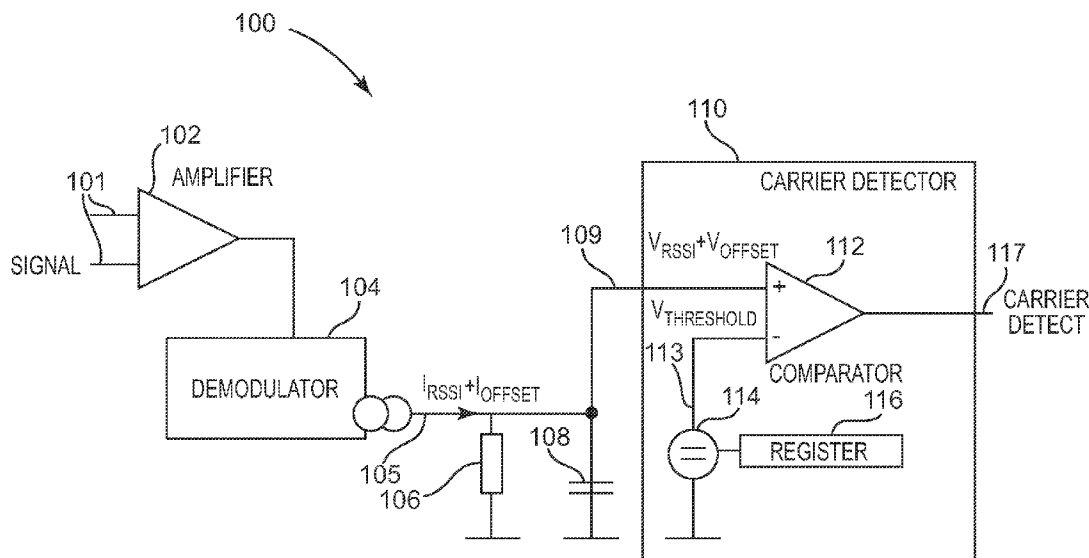 100
110
102
AMPLIFIER
101
SIGNAL
CARRIER DETECTOR
109
VRSSI+VOFFSET
112
117
CARRIER
DETECT
104
VTHRESHOLD
+
-
113
COMPARATOR
114
116
DEMODULATOR
IRSSI+IOFFSET
REGISTER
105
106
108